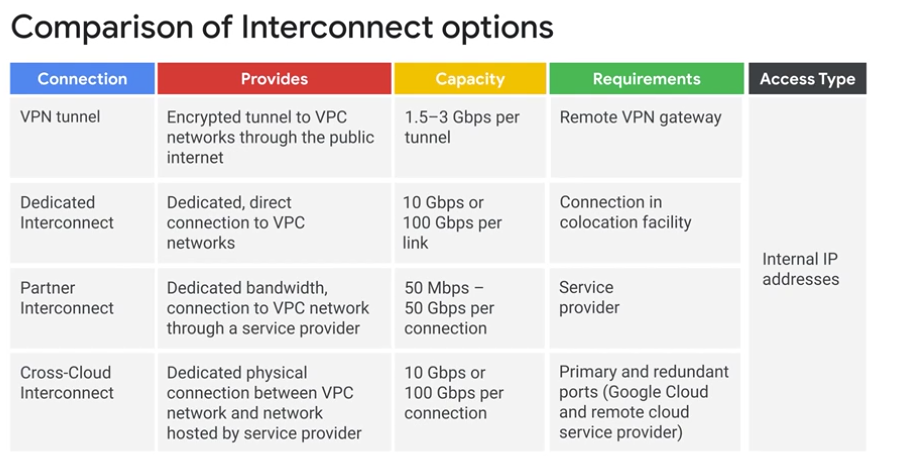 Comparison of Interconnect options
Connection
Provides
Capacity
Requirements
Access Type
VPN tunnel
Encrypted tunnel to VPC
networks through the public
internet
1.5–3 Gbps per
tunnel
Remote VPN gateway
Dedicated
Interconnect
Dedicated, direct
connection to VPC
networks
10 Gbps or
100 Gbps per
link
Connection in
colocation facility
Partner
Interconnect
Dedicated bandwidth,
connection to VPC network
through a service provider
50 Mbps –
50 Gbps per
connection
Service
provider
Cross-Cloud
Interconnect
Dedicated physical
connection between VPC
network and network
hosted by service provider
10 Gbps or
100 Gbps per
connection
Primary and redundant
ports (Google Cloud
and remote cloud
service provider)
Internal IP
addresses